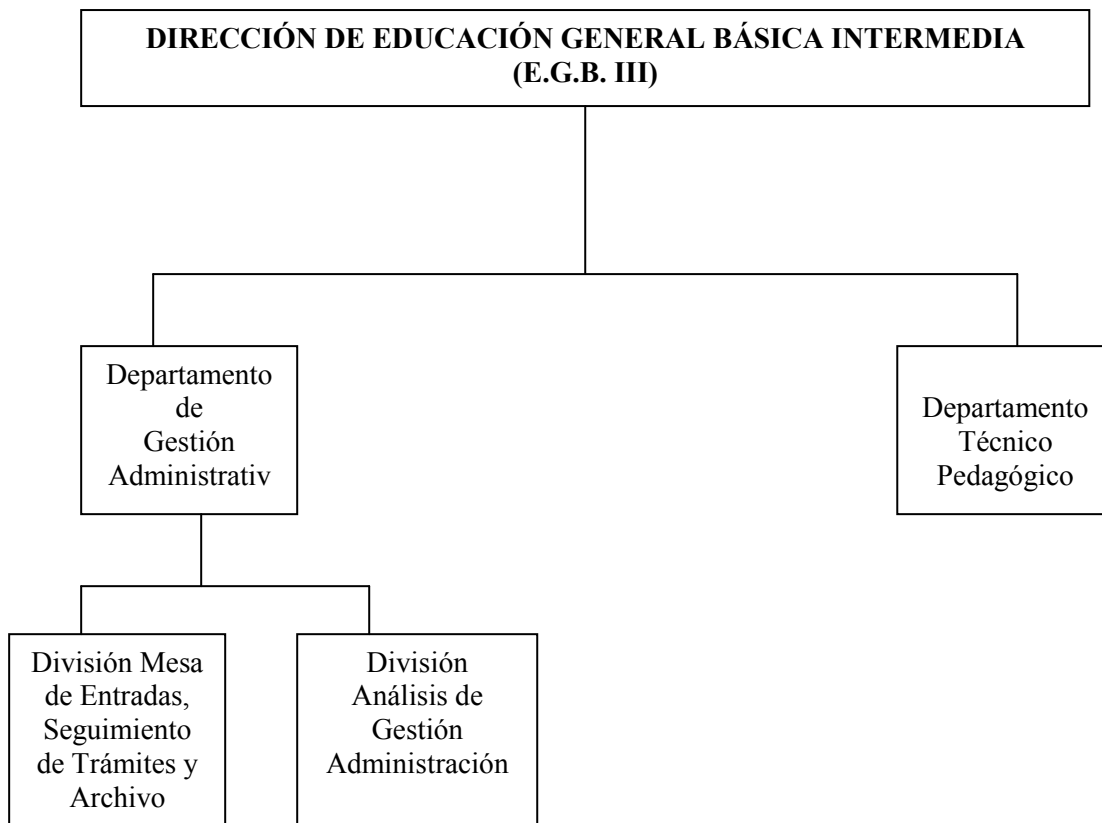 DIRECCIÓN DE EDUCACIÓN GENERAL BÁSICA INTERMEDIA
(E.G.B. III)
Departamento
de
Gestión
Administrativ
Departamento
Técnico
Pedagógico
División Mesa
de Entradas,
Seguimiento
de Trámites y
Archivo
División
Análisis de
Gestión
Administración